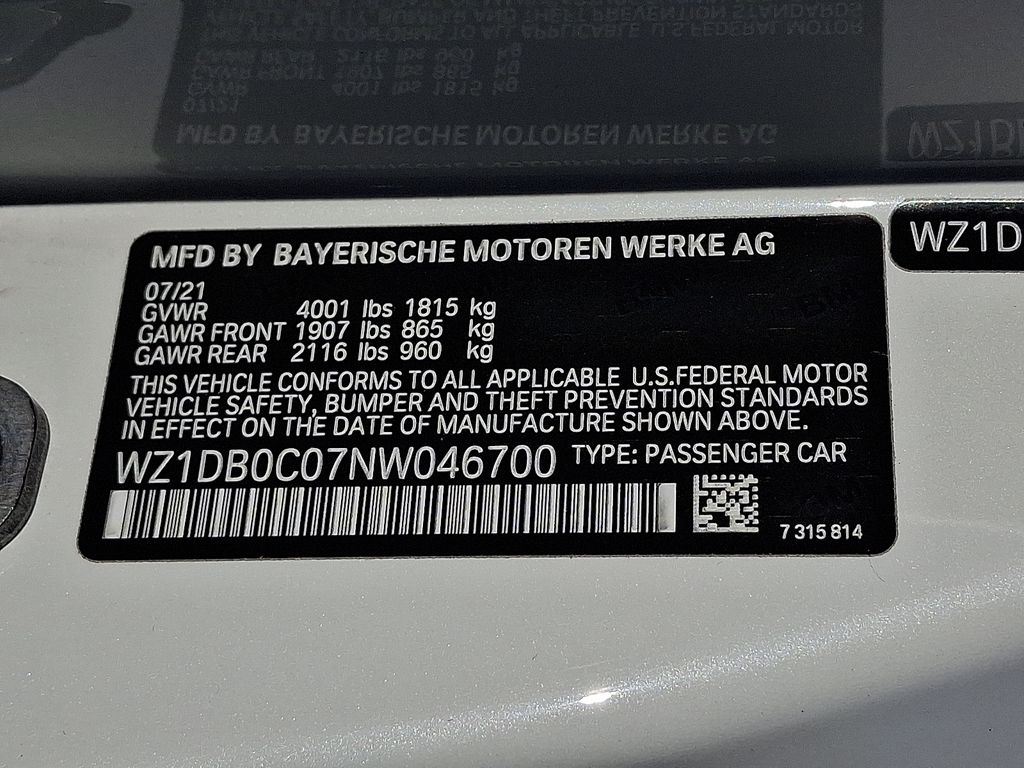 MFD BY BAYERISCHE MOTOREN WERKE AG
07/21
GVWR 4001 lbs 1815 kg
GAWR FRONT 1907 lbs 865 kg
GAWR REAR 2116 lbs 960 kg
THIS VEHICLE CONFORMS TO ALL APPLICABLE U.S.FEDERAL MOTOR
VEHICLE SAFETY, BUMPER AND THEFT PREVENTION STANDARDS
IN EFFECT ON THE DATE OF MANUFACTURE SHOWN ABOVE.
WZ1DB0C07NW046700 TYPE: PASSENGER CAR
7 315 814
WZ1D